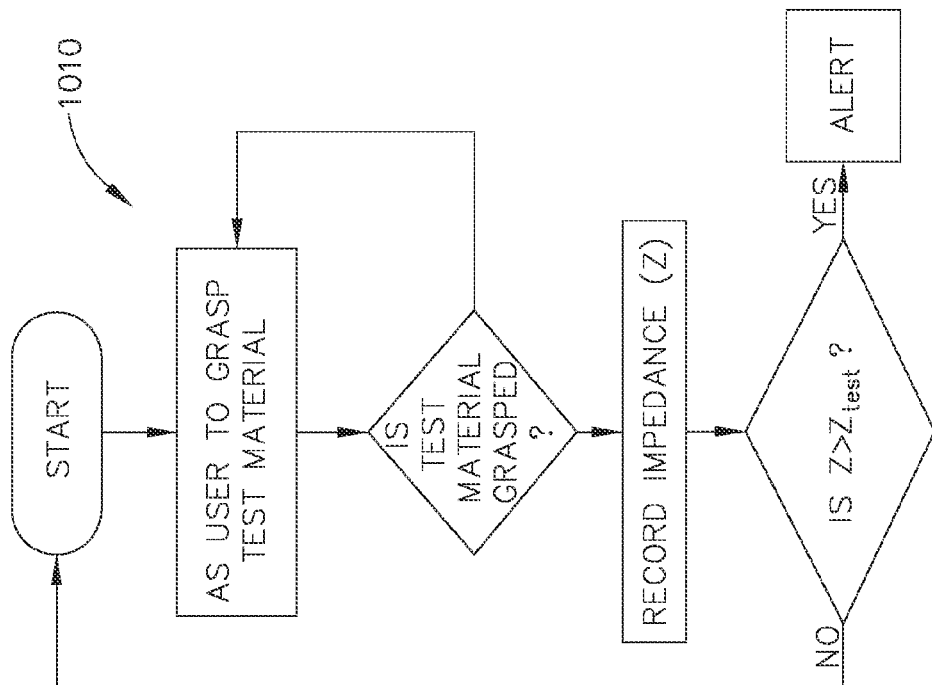 1010
START
AS USER TO GRASP
TEST MATERIAL
IS
TEST
MATERIAL
GRASPED
?
RECORD IMPEDANCE (Z)
IS Z>Ztest ?
YES
NO
ALERT